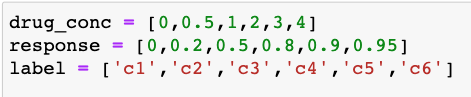 drug_conc = [0,0.5,1,2,3,4]
response = [0,0.2,0.5,0.8,0.9,0.95]
label = ['c1','c2','c3','c4','c5','c6']